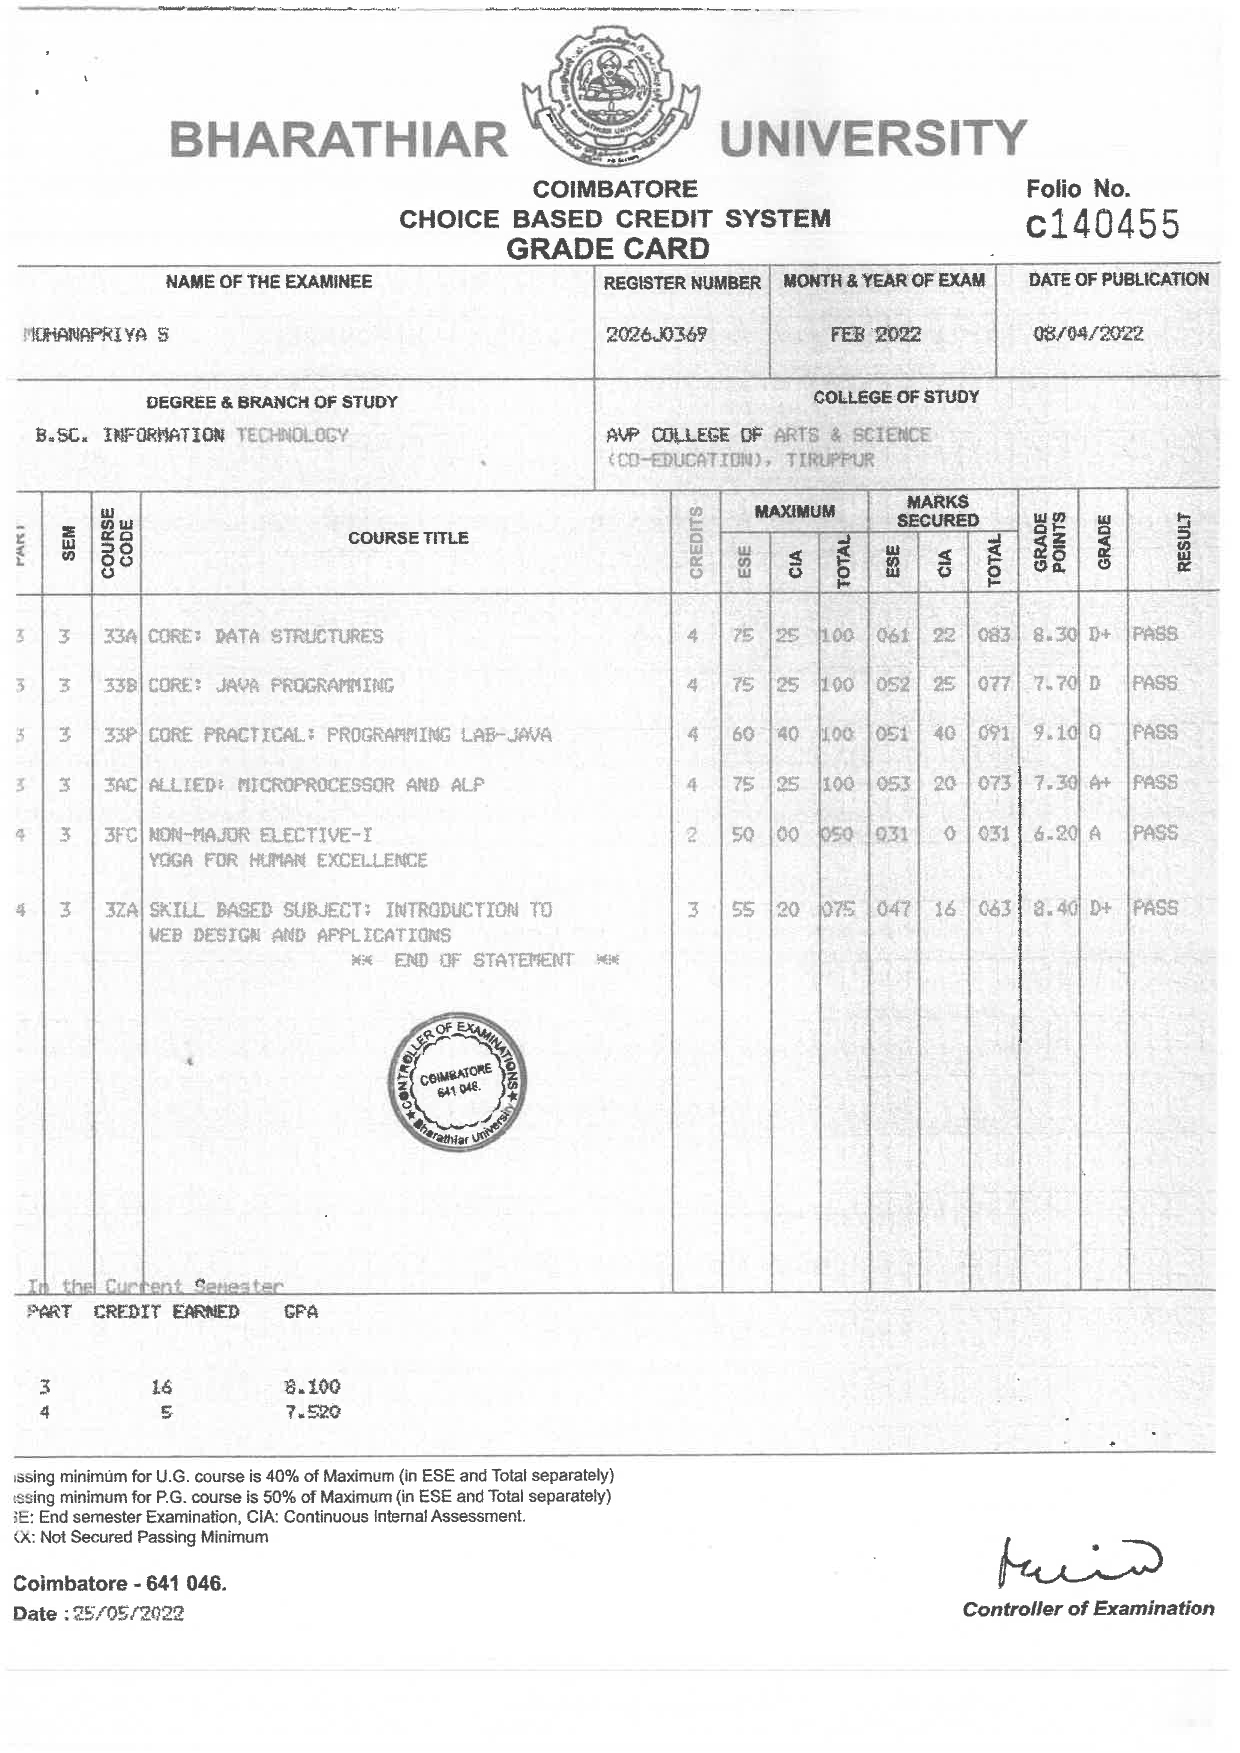 BHARATHIAR UNIVERSITY
COIMBATORE
CHOICE BASED CREDIT SYSTEM
GRADE CARD
Folio No.
C140455
NAME OF THE EXAMINEE REGISTER NUMBER MONTH & YEAR OF EXAM DATE OF PUBLICATION
MOHANAPRIYA S 2026J0369 FEB 2022 08/04/2022
DEGREE & BRANCH OF STUDY COLLEGE OF STUDY
B.SC. INFORMATION TECHNOLOGY AVP COLLEGE OF ARTS & SCIENCE
(CO-EDUCATION), TIRUPPUR
PART SEM COURSE CODE COURSE TITLE CREDITS MAXIMUM MARKS SECURED GRADE POINTS GRADE RESULT
ESE CIA TOTAL ESE CIA TOTAL
3 3 33A CORE: DATA STRUCTURES 4 75 25 100 061 22 083 8.30 D+ PASS
3 3 33B CORE: JAVA PROGRAMMING 4 75 25 100 052 25 077 7.70 D PASS
3 3 33P CORE PRACTICAL: PROGRAMMING LAB-JAVA 4 60 40 100 051 40 091 9.10 O PASS
3 3 3AC ALLIED: MICROPROCESSOR AND ALP 4 75 25 100 053 20 073 7.30 A+ PASS
4 3 3FC NON-MAJOR ELECTIVE-I 2 50 00 050 031 0 031 6.20 A PASS
YOGA FOR HUMAN EXCELLENCE
4 3 3ZA SKILL BASED SUBJECT: INTRODUCTION TO 3 55 20 075 047 16 063 8.40 D+ PASS
WEB DESIGN AND APPLICATIONS
** END OF STATEMENT **
CONTROLLER OF EXAMINATIONS
COIMBATORE
641 046.
Bharathiar University
In the Current Semester
PART CREDIT EARNED GPA
3 16 8.100
4 5 7.520
ssing minimum for U.G. course is 40% of Maximum (in ESE and Total separately)
ssing minimum for P.G. course is 50% of Maximum (in ESE and Total separately)
SE: End semester Examination, CIA: Continuous Internal Assessment.
XX: Not Secured Passing Minimum
Coimbatore - 641 046.
Date : 25/05/2022
Controller of Examination